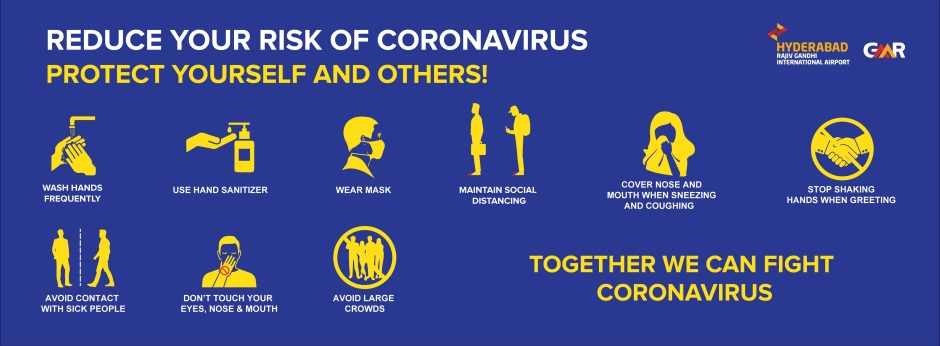 REDUCE YOUR RISK OF CORONAVIRUS
PROTECT YOURSELF AND OTHERS!
HYDERABAD
RAJIV GANDHI
INTERNATIONAL AIRPORT
GMR
WASH HANDS
FREQUENTLY
USE HAND SANITIZER
WEAR MASK
MAINTAIN SOCIAL
DISTANCING
COVER NOSE AND
MOUTH WHEN SNEEZING
AND COUGHING
STOP SHAKING
HANDS WHEN GREETING
AVOID CONTACT
WITH SICK PEOPLE
DON'T TOUCH YOUR
EYES, NOSE & MOUTH
AVOID LARGE
CROWDS
TOGETHER WE CAN FIGHT
CORONAVIRUS